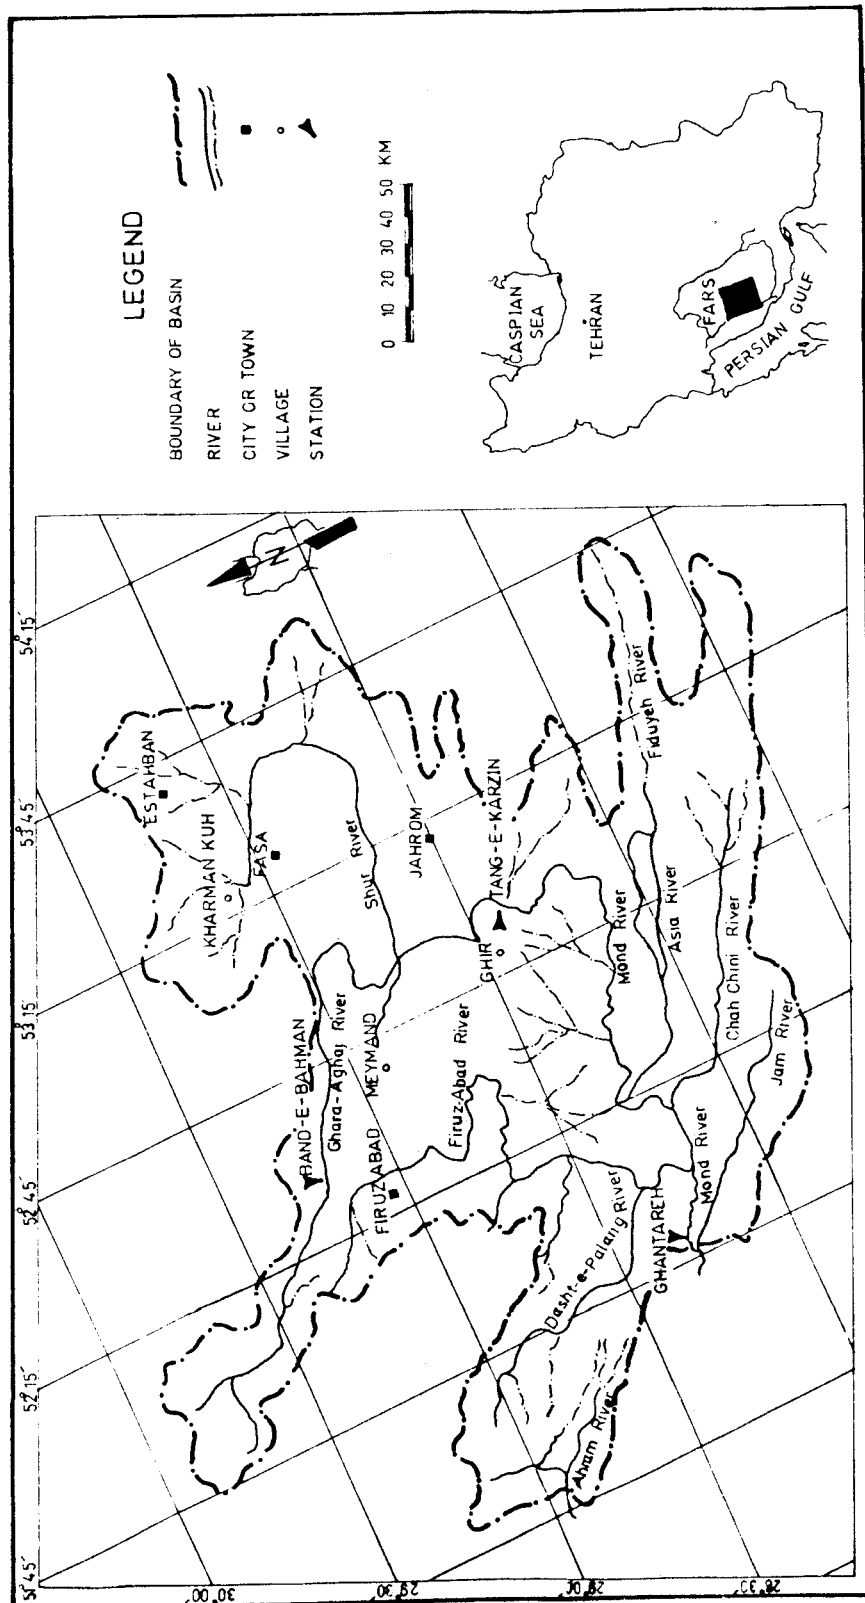 LEGEND
BOUNDARY OF BASIN
RIVER
CITY OR TOWN
VILLAGE
STATION
0 10 20 30 40 50 KM
CASPIAN
SEA
TEHRAN
FARS
PERSIAN GULF
N
51°45'
52°15'
52°45'
53°15'
53°45'
54°15'
30°00'
29°30'
29°00'
28°30'
ESTAHBAN
KHARMAN KUH
FASA
BAND-E-BAHMAN
Ghara-Aghaj River
Shur River
MEYMAND
JAHROM
FIRUZABAD
Firuz-Abad River
GHIR
TANG-E-KARZIN
Mond River
Fiduyeh River
Asia River
Dasht-e-Palang River
GHANTAREH
Mond River
Chah Chini River
Jam River
Ahram River